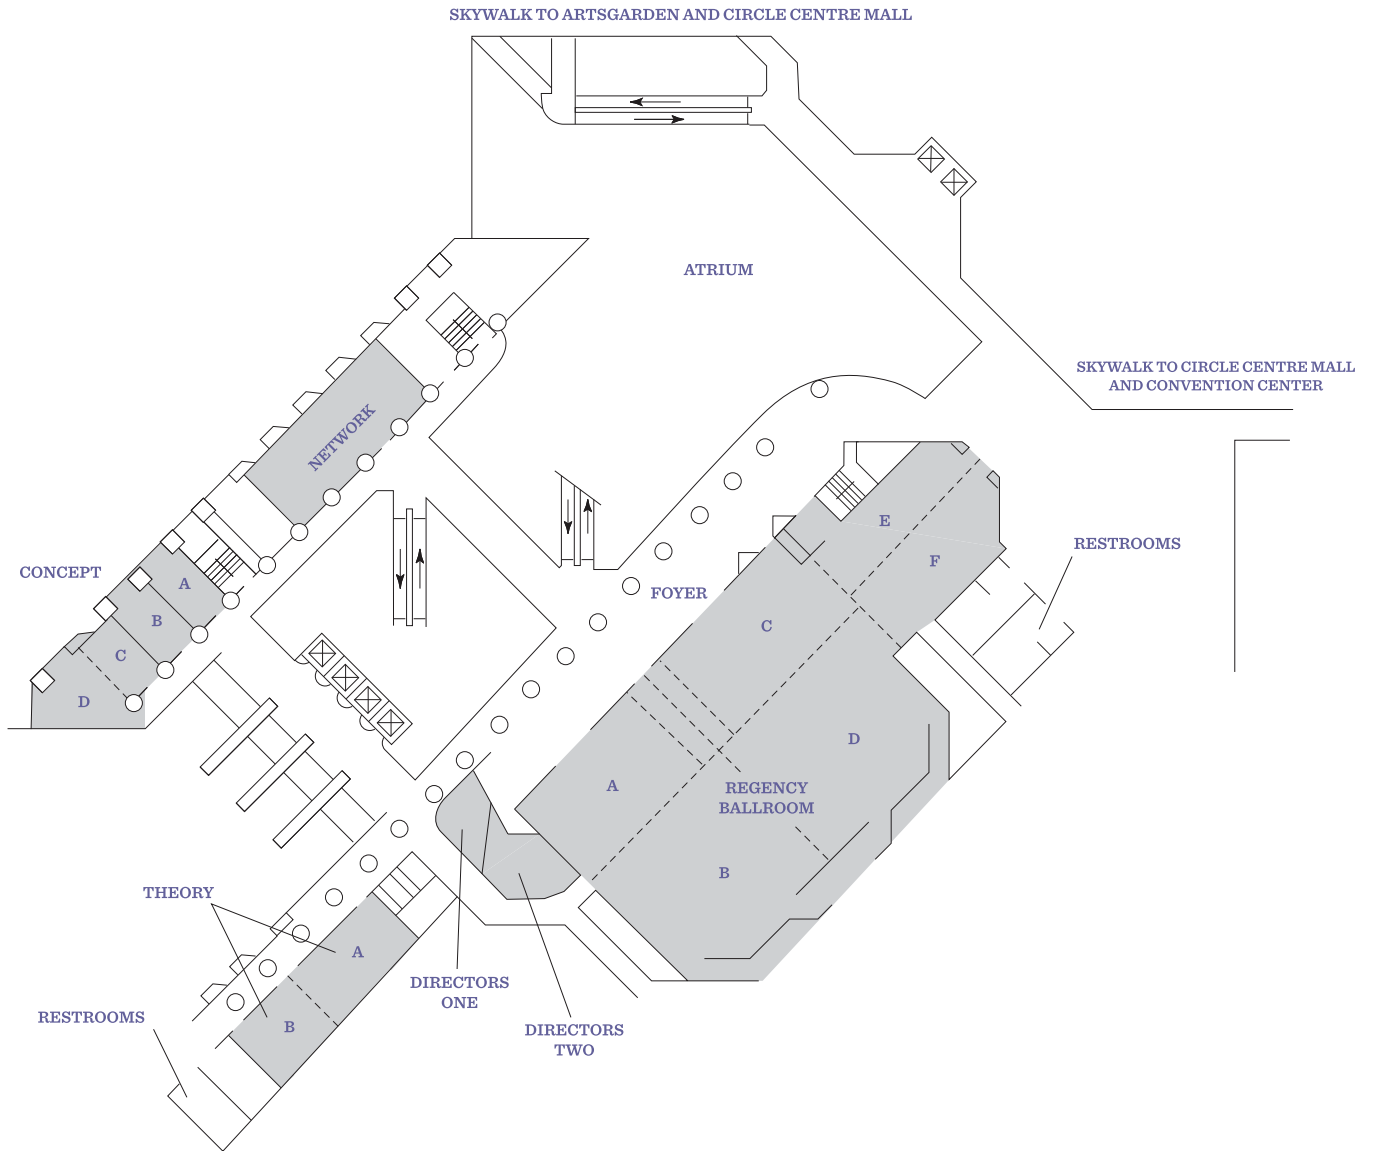 SKYWALK TO ARTSGARDEN AND CIRCLE CENTRE MALL
ATRIUM
SKYWALK TO CIRCLE CENTRE MALL
AND CONVENTION CENTER
NETWORK
E
RESTROOMS
F
CONCEPT
A
B
C
D
FOYER
C
D
A
REGENCY
BALLROOM
B
THEORY
A
B
DIRECTORS
ONE
DIRECTORS
TWO
RESTROOMS